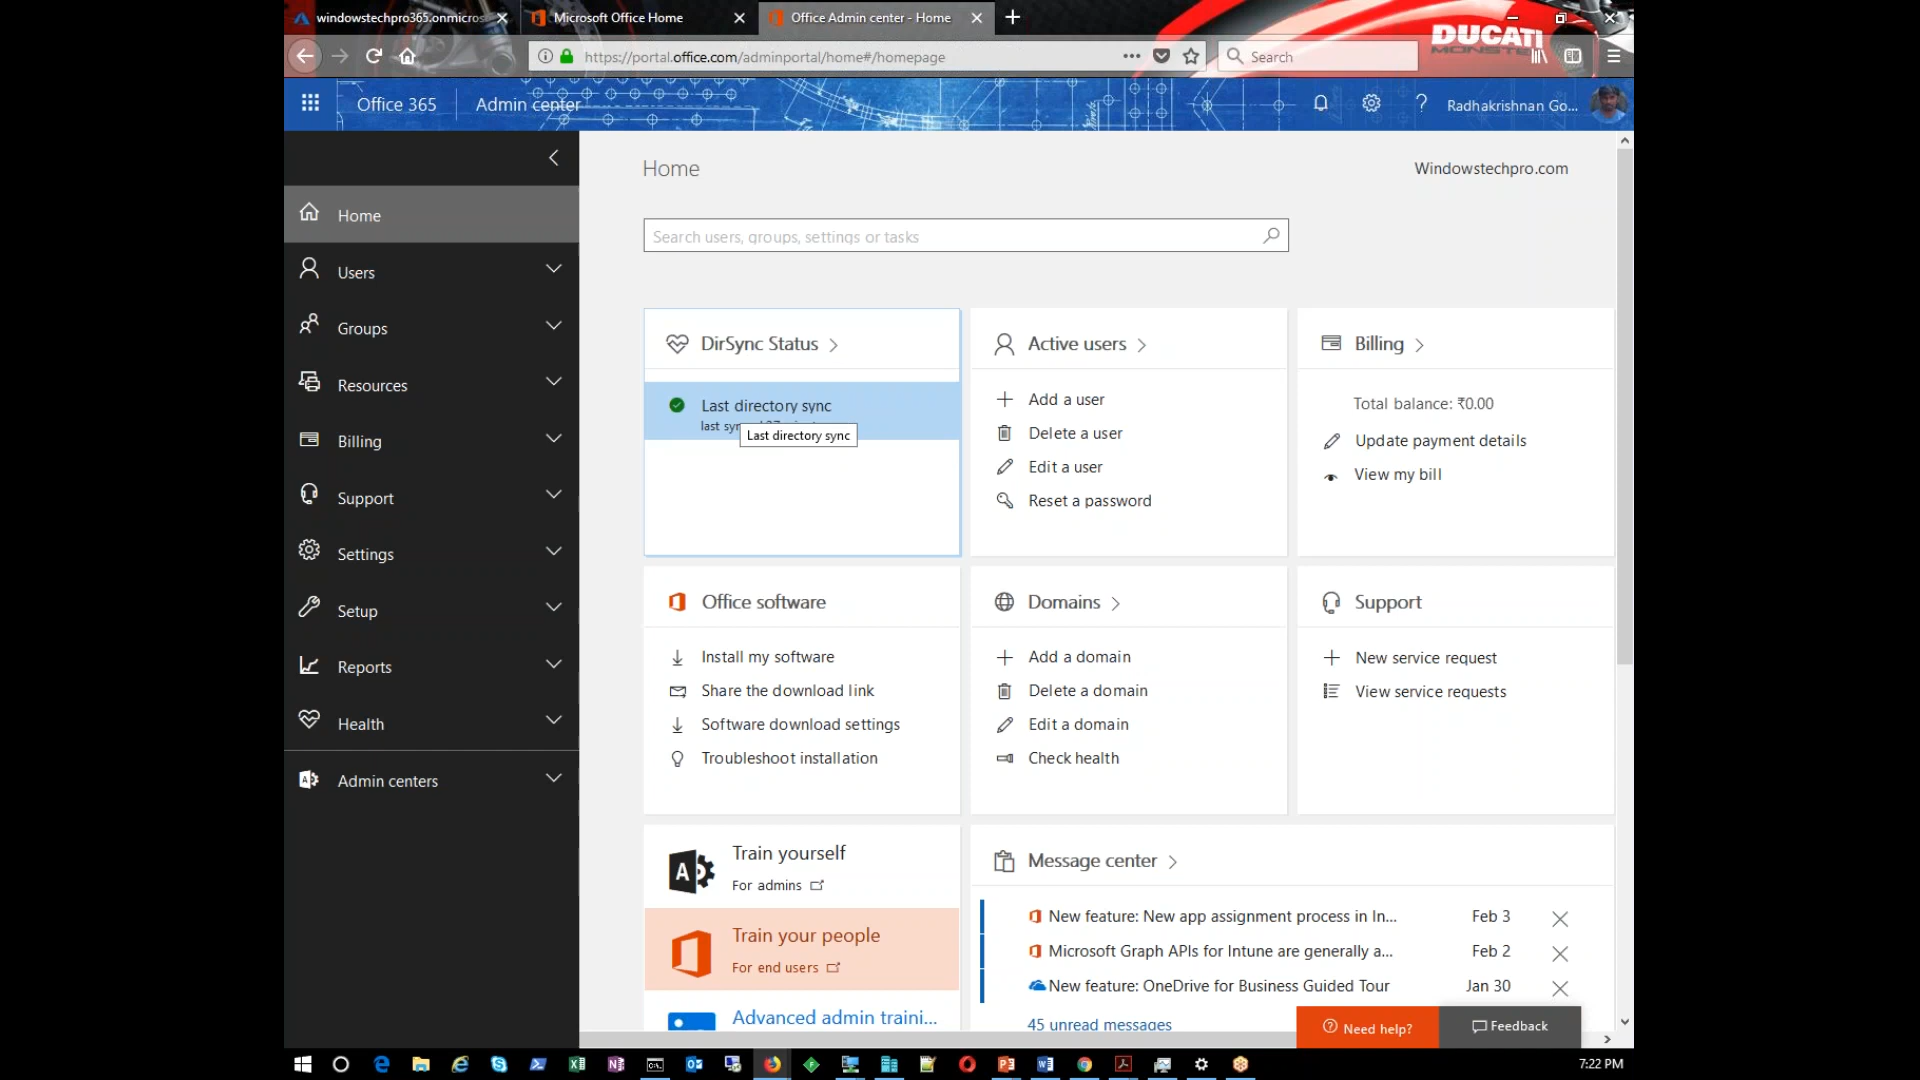 windowstechpro365.onmicros
Microsoft Office Home
Office Admin center - Home
DUCATI
MONSTER
https://portal.office.com/adminportal/home#/homepage
Search
Office 365
Admin center
Radhakrishnan Go...
Home
Users
Groups
Resources
Billing
Support
Settings
Setup
Reports
Health
Admin centers
Home
Windowstechpro.com
Search users, groups, settings or tasks
DirSync Status
Last directory sync
last syn
Last directory sync
Active users
Add a user
Delete a user
Edit a user
Reset a password
Billing
Total balance: ₹0.00
Update payment details
View my bill
Office software
Install my software
Share the download link
Software download settings
Troubleshoot installation
Domains
Add a domain
Delete a domain
Edit a domain
Check health
Support
New service request
View service requests
Train yourself
For admins
Train your people
For end users
Advanced admin traini...
Message center
New feature: New app assignment process in In... Feb 3
Microsoft Graph APIs for Intune are generally a... Feb 2
New feature: OneDrive for Business Guided Tour Jan 30
45 unread messages
Need help?
Feedback
7:22 PM